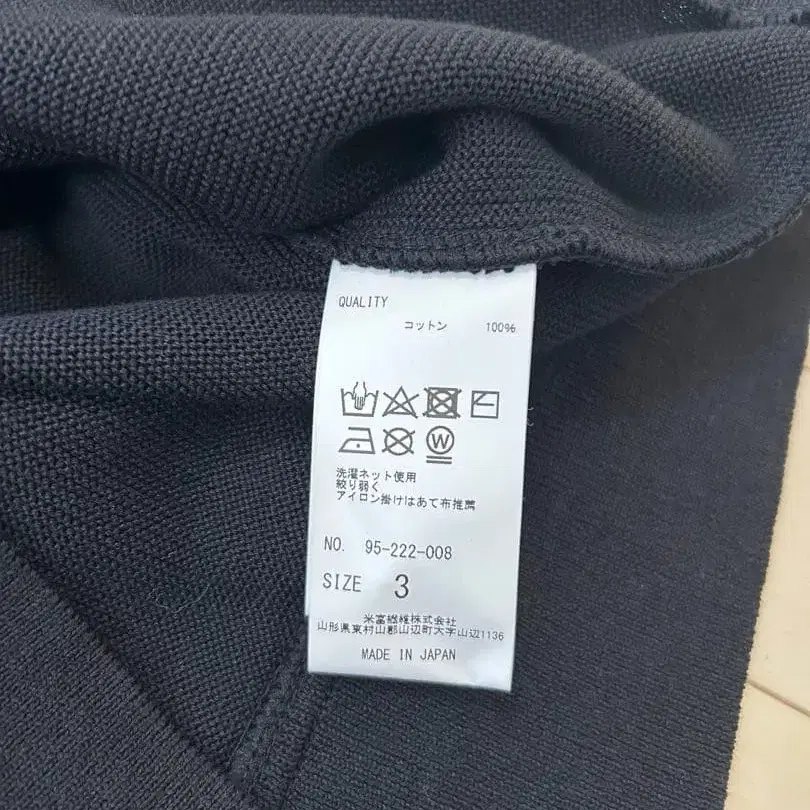 QUALITY
コットン 100%
W
洗濯ネット使用
絞り弱く
アイロン掛けはあて布推薦
NO. 95-222-008
SIZE 3
米富繊維株式会社
山形県東村山郡山辺町大字山辺1136
MADE IN JAPAN